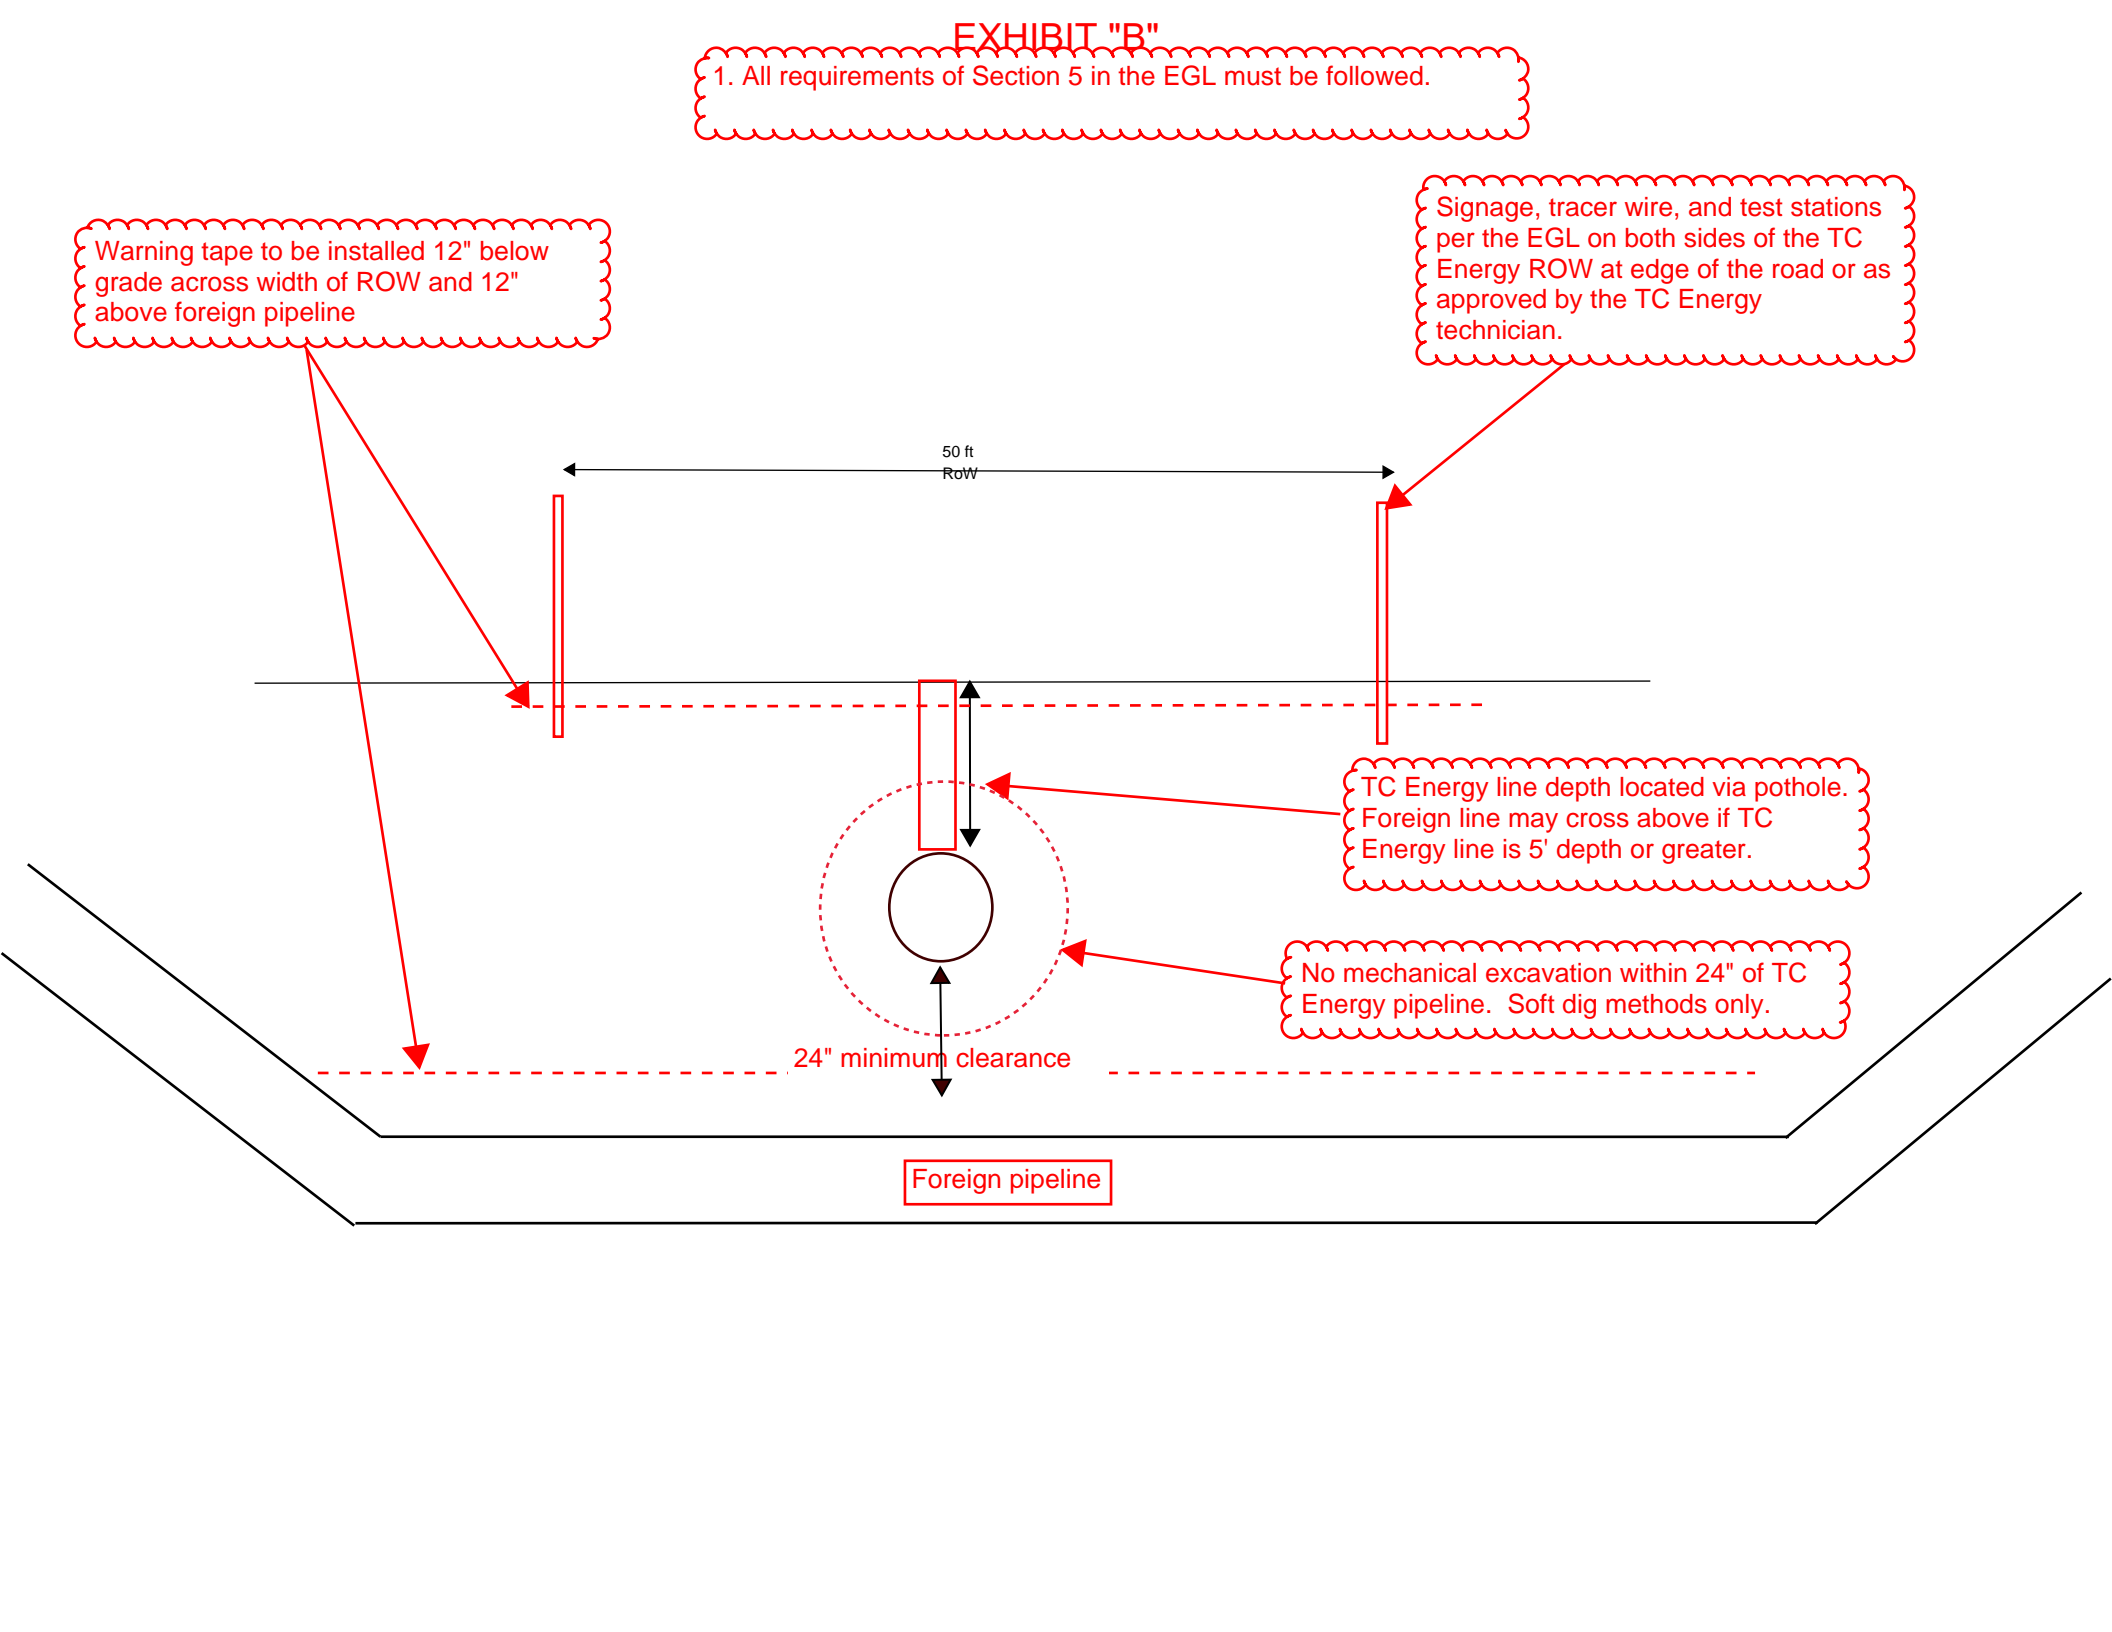 EXHIBIT "B"
1. All requirements of Section 5 in the EGL must be followed.
Warning tape to be installed 12" below
grade across width of ROW and 12"
above foreign pipeline
Signage, tracer wire, and test stations
per the EGL on both sides of the TC
Energy ROW at edge of the road or as
approved by the TC Energy
technician.
50 ft
RoW
TC Energy line depth located via pothole.
Foreign line may cross above if TC
Energy line is 5' depth or greater.
No mechanical excavation within 24" of TC
Energy pipeline.  Soft dig methods only.
24" minimum clearance
Foreign pipeline